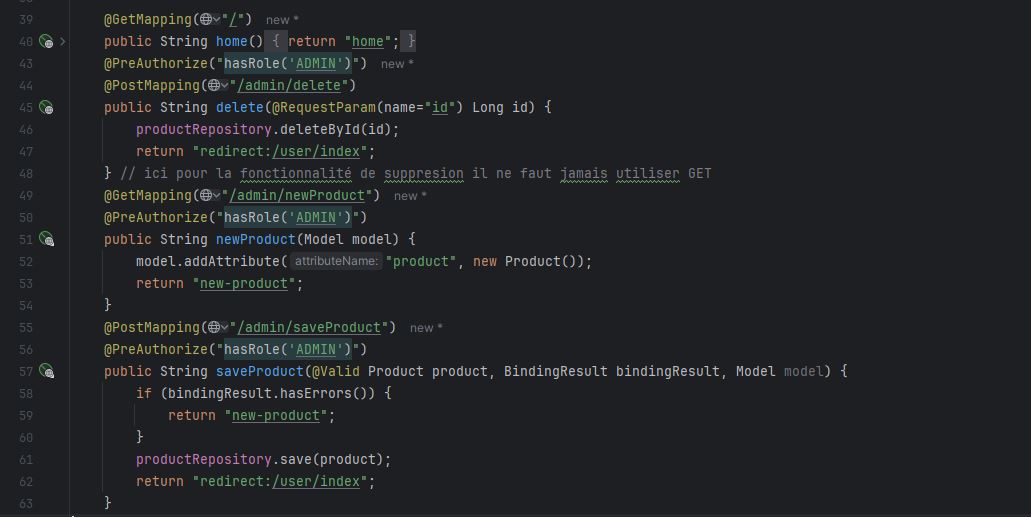 39 @GetMapping("/") new *
40 public String home() { return "home"; }
43 @PreAuthorize("hasRole('ADMIN')") new *
44 @PostMapping("/admin/delete")
45 public String delete(@RequestParam(name="id") Long id) {
46 productRepository.deleteById(id);
47 return "redirect:/user/index";
48 } // ici pour la fonctionnalité de suppresion il ne faut jamais utiliser GET
49 @GetMapping("/admin/newProduct") new *
50 @PreAuthorize("hasRole('ADMIN')")
51 public String newProduct(Model model) {
52 model.addAttribute( attributeName: "product", new Product());
53 return "new-product";
54 }
55 @PostMapping("/admin/saveProduct") new *
56 @PreAuthorize("hasRole('ADMIN')")
57 public String saveProduct(@Valid Product product, BindingResult bindingResult, Model model) {
58 if (bindingResult.hasErrors()) {
59 return "new-product";
60 }
61 productRepository.save(product);
62 return "redirect:/user/index";
63 }